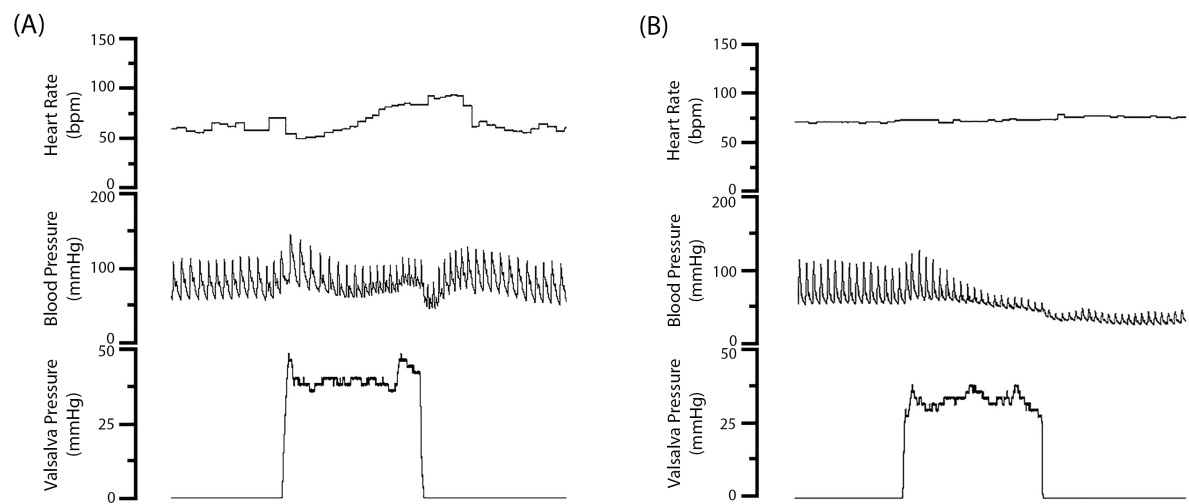 (A)
150
100
50
0
Heart Rate
(bpm)
200
100
0
Blood Pressure
(mmHg)
50
25
0
Valsalva Pressure
(mmHg)
(B)
150
100
50
0
Heart Rate
(bpm)
200
100
0
Blood Pressure
(mmHg)
50
25
0
Valsalva Pressure
(mmHg)